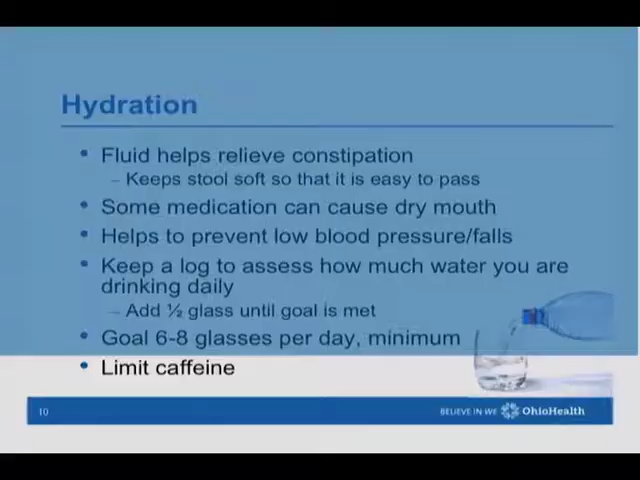 Hydration
• Fluid helps relieve constipation
– Keeps stool soft so that it is easy to pass
• Some medication can cause dry mouth
• Helps to prevent low blood pressure/falls
• Keep a log to assess how much water you are
drinking daily
– Add ½ glass until goal is met
• Goal 6-8 glasses per day, minimum
• Limit caffeine
10
BELIEVE IN WE OhioHealth